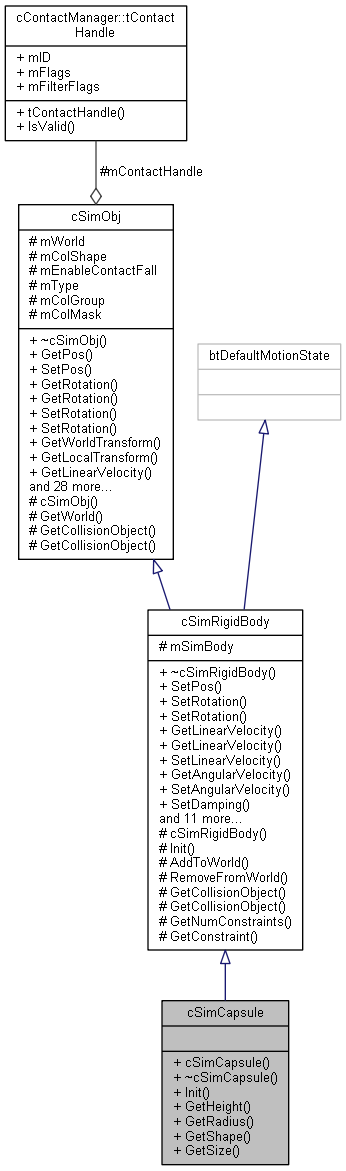 cContactManager::tContact
Handle
+ mID
+ mFlags
+ mFilterFlags
+ tContactHandle()
+ IsValid()
#mContactHandle
cSimObj
# mWorld
# mColShape
# mEnableContactFall
# mType
# mColGroup
# mColMask
+ ~cSimObj()
+ GetPos()
+ SetPos()
+ GetRotation()
+ GetRotation()
+ SetRotation()
+ SetRotation()
+ GetWorldTransform()
+ GetLocalTransform()
+ GetLinearVelocity()
and 28 more...
# cSimObj()
# GetWorld()
# GetCollisionObject()
# GetCollisionObject()
btDefaultMotionState
cSimRigidBody
# mSimBody
+ ~cSimRigidBody()
+ SetPos()
+ SetRotation()
+ SetRotation()
+ GetLinearVelocity()
+ GetLinearVelocity()
+ SetLinearVelocity()
+ GetAngularVelocity()
+ SetAngularVelocity()
+ SetDamping()
and 11 more...
# cSimRigidBody()
# Init()
# AddToWorld()
# RemoveFromWorld()
# GetCollisionObject()
# GetCollisionObject()
# GetNumConstraints()
# GetConstraint()
cSimCapsule
+ cSimCapsule()
+ ~cSimCapsule()
+ Init()
+ GetHeight()
+ GetRadius()
+ GetShape()
+ GetSize()